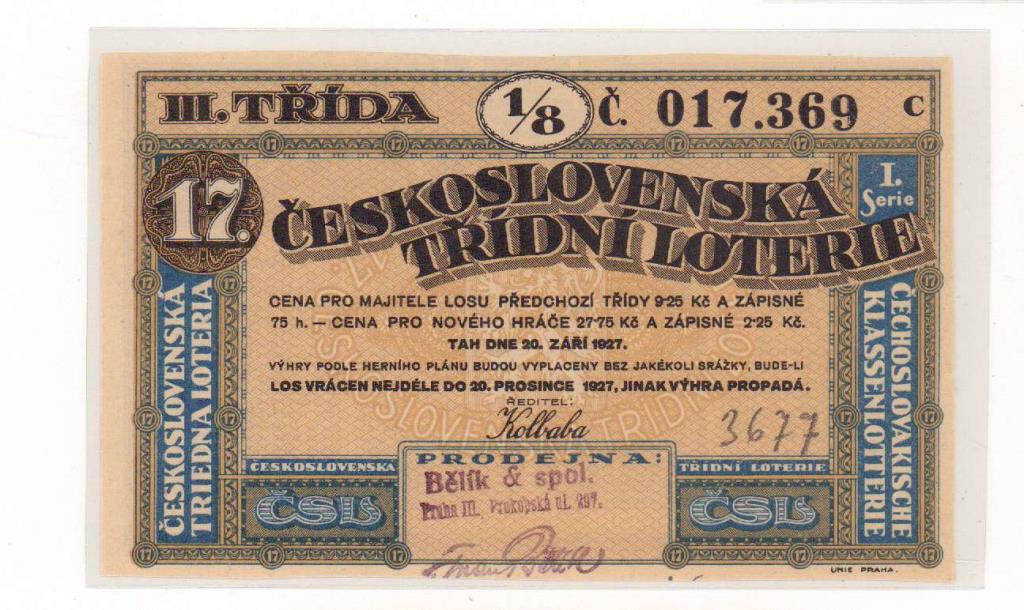 III. TŘÍDA 1/8 Č. 017.369 C
17.
I. Serie
ČESKOSLOVENSKÁ
TŘÍDNÍ LOTERIE
CENA PRO MAJITELE LOSU PŘEDCHOZÍ TŘÍDY 9·25 Kč A ZÁPISNÉ
75 h. — CENA PRO NOVÉHO HRÁČE 27·75 Kč A ZÁPISNÉ 2·25 Kč.
TAH DNE 20. ZÁŘÍ 1927.
VÝHRY PODLE HERNÍHO PLÁNU BUDOU VYPLACENY BEZ JAKÉKOLI SRÁŽKY, BUDE-LI
LOS VRÁCEN NEJDÉLE DO 20. PROSINCE 1927, JINAK VÝHRA PROPADÁ.
ŘEDITEL:
Kolbaba
3677
ČESKOSLOVENSKÁ
TRIEDNA LOTERIA
ČECHOSLOVAKISCHE
KLASSENLOTTERIE
PRODEJNA:
ČESKOSLOVENSKA TŘÍDNÍ LOTERIE
Bělík & spol.
Praha III, Prokopská ul. 297.
ČSL ČSL
UNIE PRAHA.